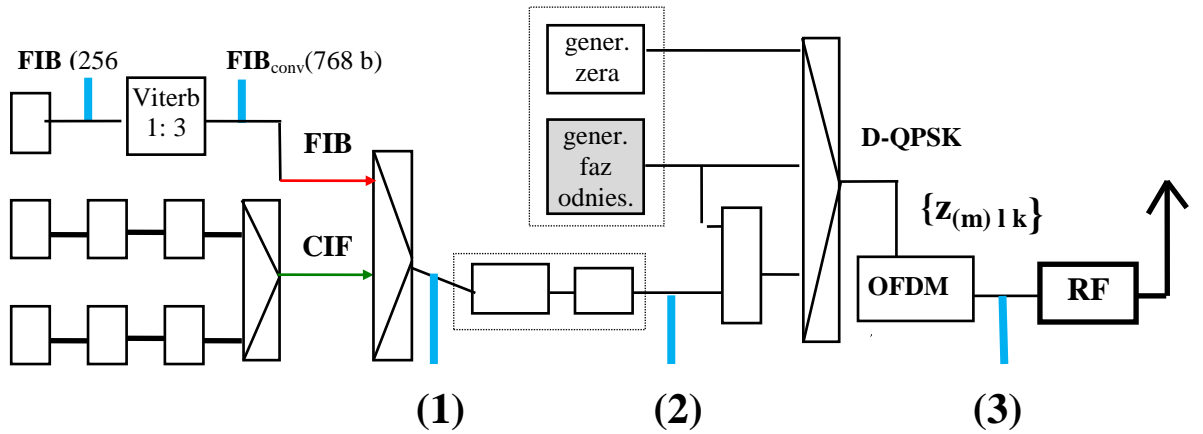 FIB (256
FIBconv(768 b)
Viterb
1: 3
FIB
CIF
gener.
zera
gener.
faz
odnies.
D-QPSK
{z(m) l k}
OFDM
RF
,
(1)
(2)
(3)